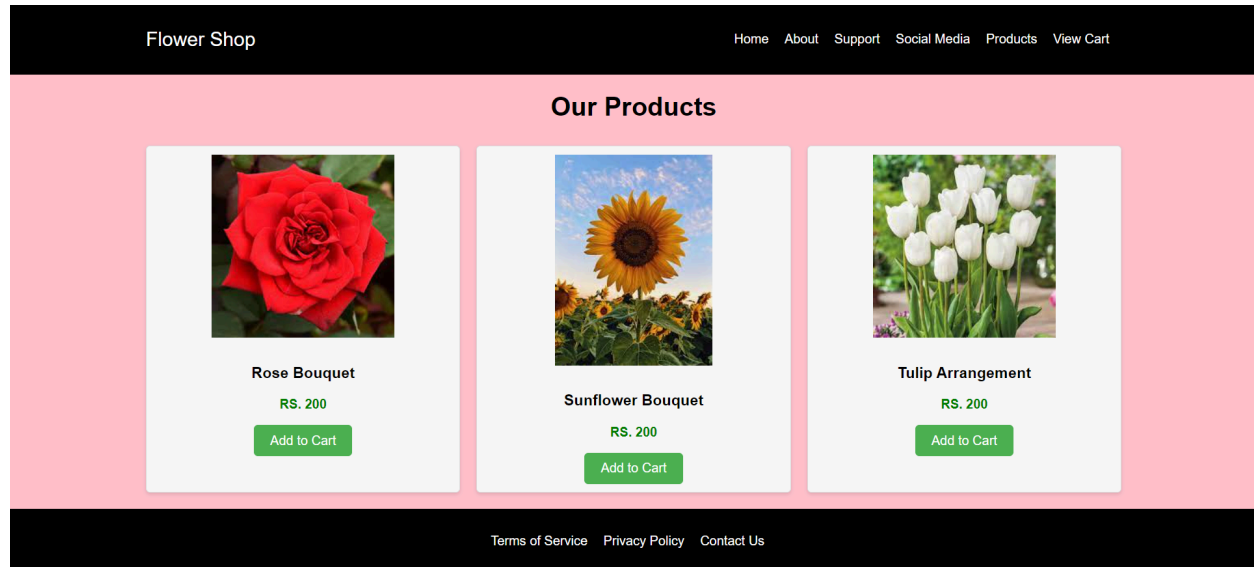 Flower Shop
Home About Support Social Media Products View Cart
Our Products
Rose Bouquet
RS. 200
Add to Cart
Sunflower Bouquet
RS. 200
Add to Cart
Tulip Arrangement
RS. 200
Add to Cart
Terms of Service Privacy Policy Contact Us